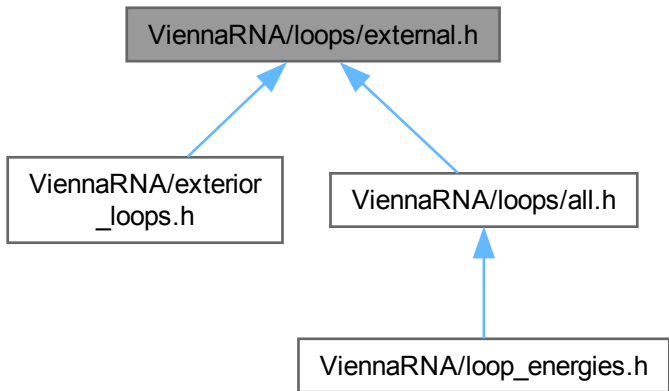 ViennaRNA/loops/external.h
ViennaRNA/exterior
_loops.h
ViennaRNA/loops/all.h
ViennaRNA/loop_energies.h